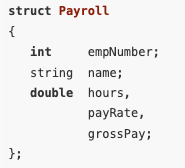 struct Payroll
{
int empNumber;
string name;
double hours,
payRate,
grossPay;
};